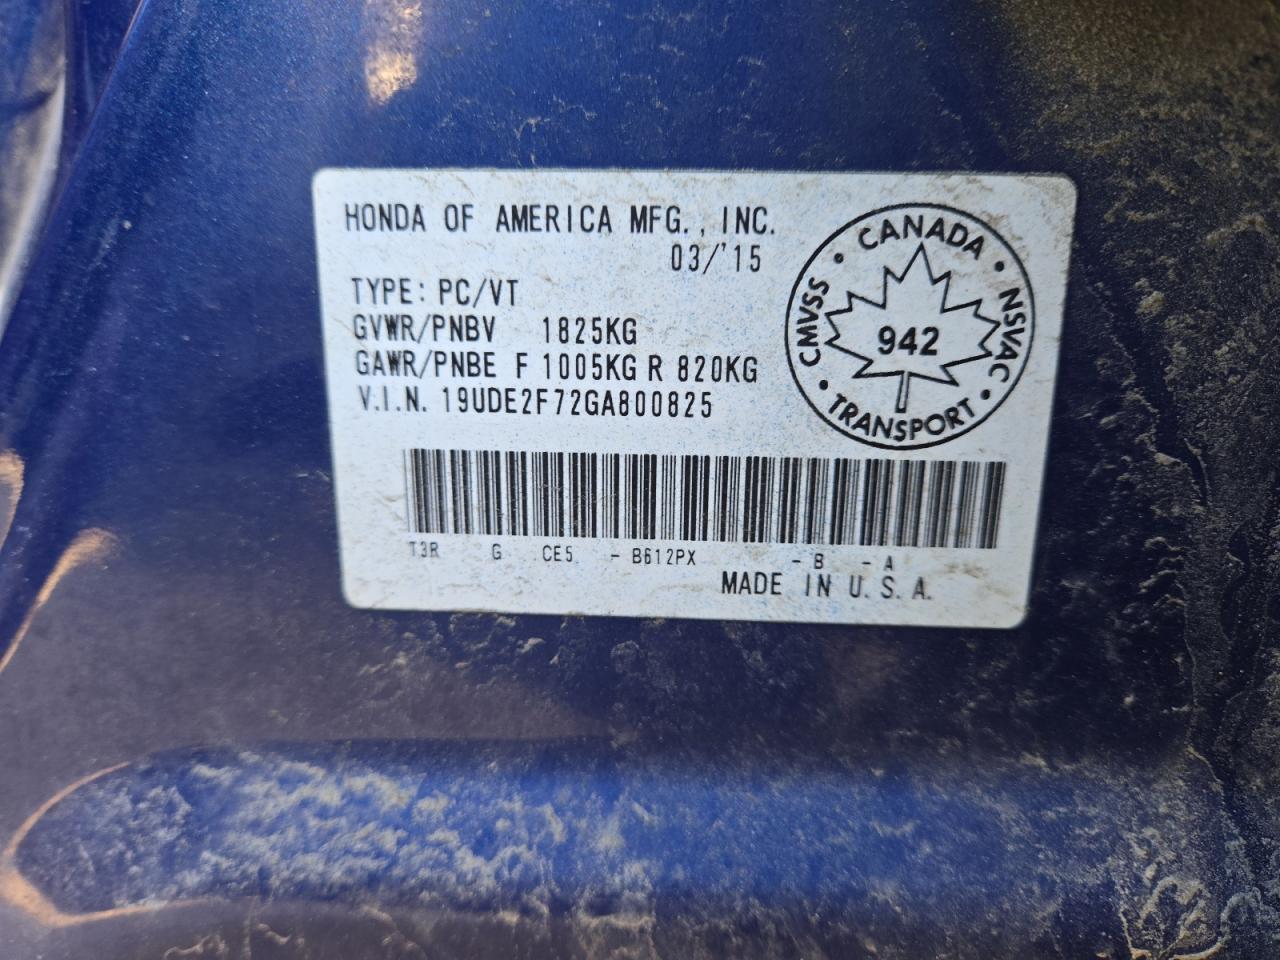 HONDA OF AMERICA MFG., INC.
03/'15
TYPE: PC/VT
GVWR/PNBV 1825KG
GAWR/PNBE F 1005KG R 820KG
V.I.N. 19UDE2F72GA800825
CANADA
CMVSS
942
NSVAC
TRANSPORT
T3R G CE5 - B612PX - B - A
MADE IN U.S.A.